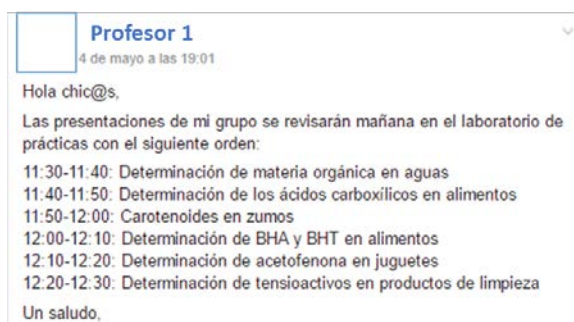 Profesor 1
4 de mayo a las 19:01
Hola chic@s,
Las presentaciones de mi grupo se revisarán mañana en el laboratorio de
prácticas con el siguiente orden:
11:30-11:40: Determinación de materia orgánica en aguas
11:40-11:50: Determinación de los ácidos carboxílicos en alimentos
11:50-12:00: Carotenoides en zumos
12:00-12:10: Determinación de BHA y BHT en alimentos
12:10-12:20: Determinación de acetofenona en juguetes
12:20-12:30: Determinación de tensioactivos en productos de limpieza
Un saludo,